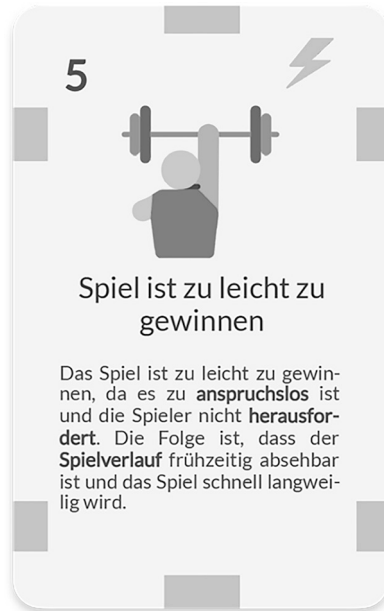 5
Spiel ist zu leicht zu
gewinnen
Das Spiel ist zu leicht zu gewin-
nen, da es zu anspruchslos ist
und die Spieler nicht herausfor-
dert. Die Folge ist, dass der
Spielverlauf frühzeitig absehbar
ist und das Spiel schnell langwei-
lig wird.